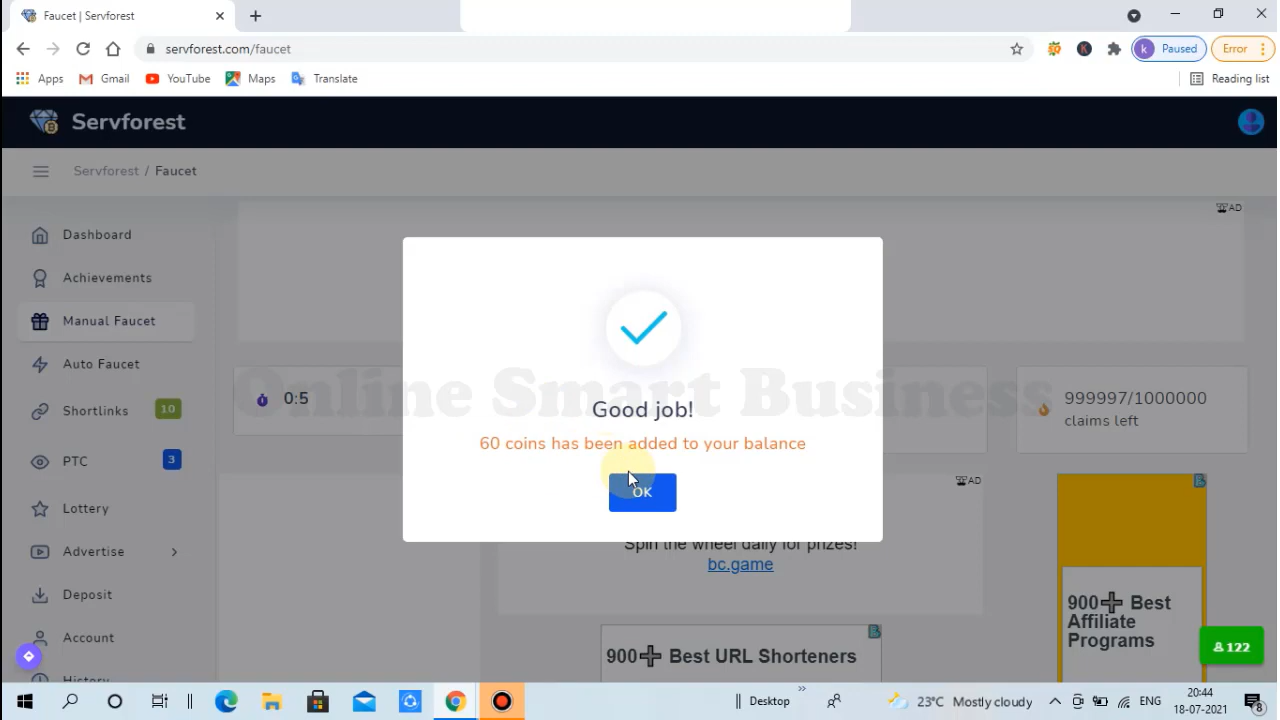 Faucet | Servforest
servforest.com/faucet
K
k Paused
Error
Apps Gmail YouTube Maps Translate
Reading list
Servforest
Servforest / Faucet
AD
Dashboard
Achievements
Manual Faucet
Auto Faucet
Shortlinks 10
PTC 3
Lottery
Advertise
Deposit
Account
History
0:5
Online Smart Business
999997/1000000
claims left
Good job!
60 coins has been added to your balance
OK
AD
Spin the wheel daily for prizes!
bc.game
900➕ Best URL Shorteners
900➕ Best
Affiliate
Programs
122
Desktop
23°C Mostly cloudy
ENG
20:44
18-07-2021
8